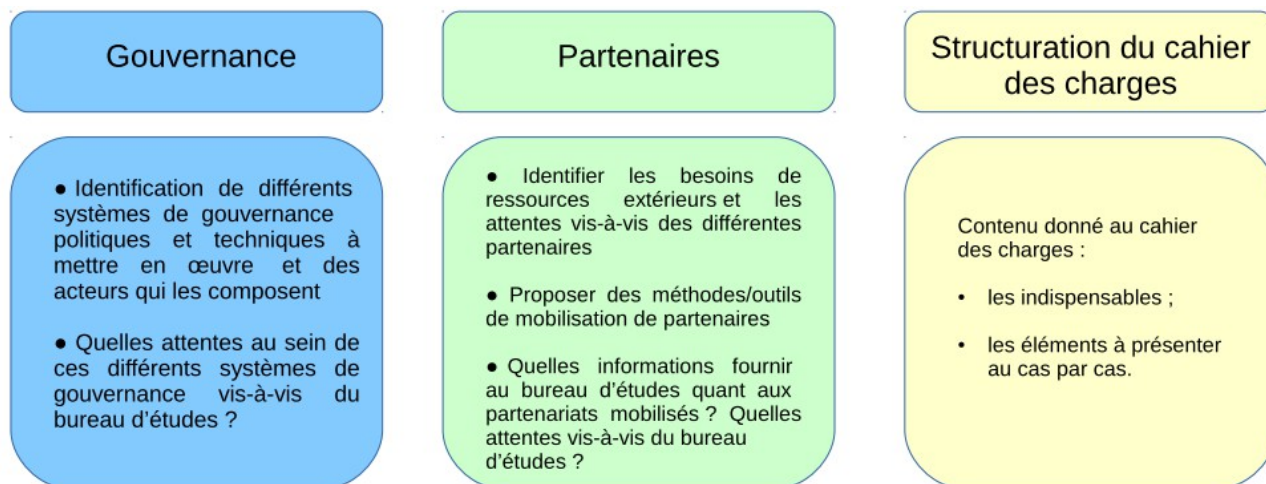 Gouvernance
● Identification de différents
systèmes de gouvernance
politiques et techniques à
mettre en œuvre et des
acteurs qui les composent
● Quelles attentes au sein de
ces différents systèmes de
gouvernance vis-à-vis du
bureau d’études ?
Partenaires
● Identifier les besoins de
ressources extérieurs et les
attentes vis-à-vis des différentes
partenaires
● Proposer des méthodes/outils
de mobilisation de partenaires
● Quelles informations fournir
au bureau d’études quant aux
partenariats mobilisés ? Quelles
attentes vis-à-vis du bureau
d’études ?
Structuration du cahier
des charges
Contenu donné au cahier
des charges :
• les indispensables ;
• les éléments à présenter
au cas par cas.